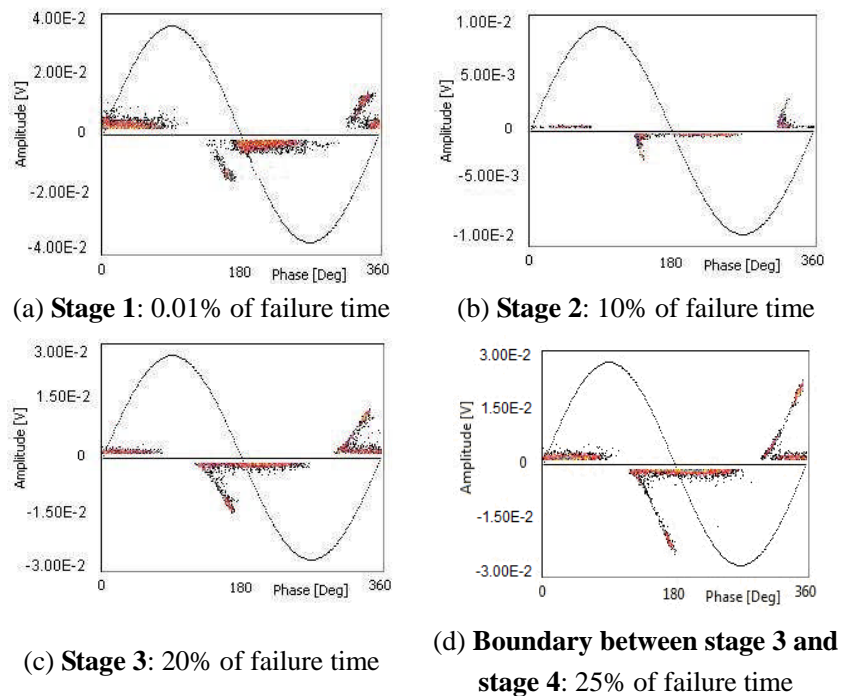 4.00E-2
2.00E-2
0
-2.00E-2
-4.00E-2
Amplitude [V]
0
180
360
Phase [Deg]
(a) Stage 1: 0.01% of failure time
1.00E-2
5.00E-3
0
-5.00E-3
-1.00E-2
Amplitude [V]
0
180
360
Phase [Deg]
(b) Stage 2: 10% of failure time
3.00E-2
1.50E-2
0
-1.50E-2
-3.00E-2
Amplitude [V]
0
180
360
Phase [Deg]
(c) Stage 3: 20% of failure time
3.00E-2
1.50E-2
0
-1.50E-2
-3.00E-2
Amplitude [V]
0
180
360
Phase [Deg]
(d) Boundary between stage 3 and
stage 4: 25% of failure time